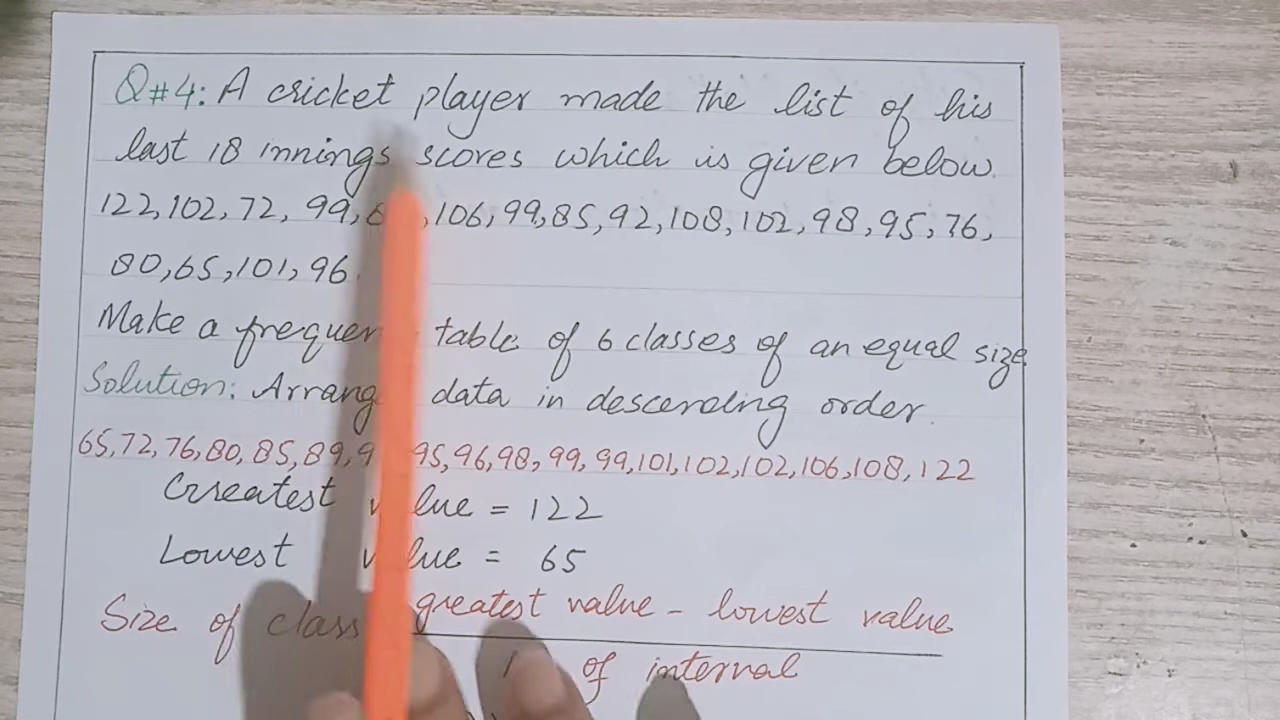 Q#4: A cricket player made the list of his
last 18 innings scores which is given below.
122, 102, 72, 99, 106, 99, 85, 92, 108, 102, 98, 95, 76,
80, 65, 101, 96.
Make a table of 6 classes of an equal size
Solution: data in descending order.
65, 72, 76, 80, 85, 89, 95, 96, 98, 99, 99, 101, 102, 102, 106, 108, 122
Greatest value = 122
Lowest value = 65
Size of class greatest value - lowest value
of interval